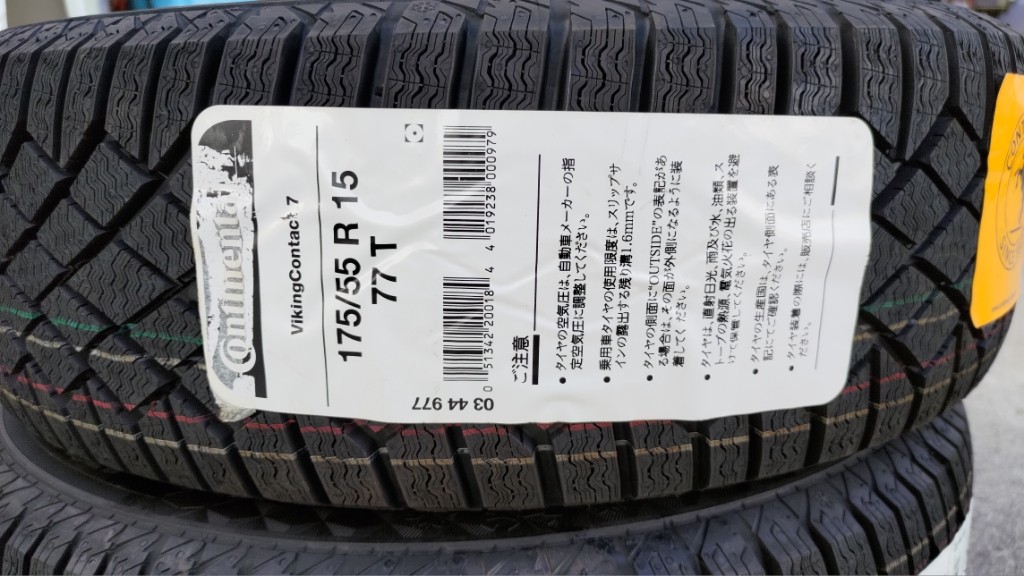 Continental
VikingContact 7
175/55 R 15
77 T
0 51342 20018 4
4 019238 000979
03 44 977
ご注意
● タイヤの空気圧は、自動車メーカーの指
定空気圧に調整してください。
● 乗用車タイヤの使用限度は、スリップサ
インの露出する残り溝1.6mmです。
● タイヤの側面に"OUTSIDE"の表記があ
る場合は、その面が外側になるように装
着してください。
● タイヤは、直射日光、雨及び水、油類、ス
トーブの熱源、電気火花の出る装置を避
けて保管してください。
● タイヤの生産国は、タイヤ側面にある表
記にてご確認ください。
● タイヤ装着の際には、販売店にご相談く
ださい。